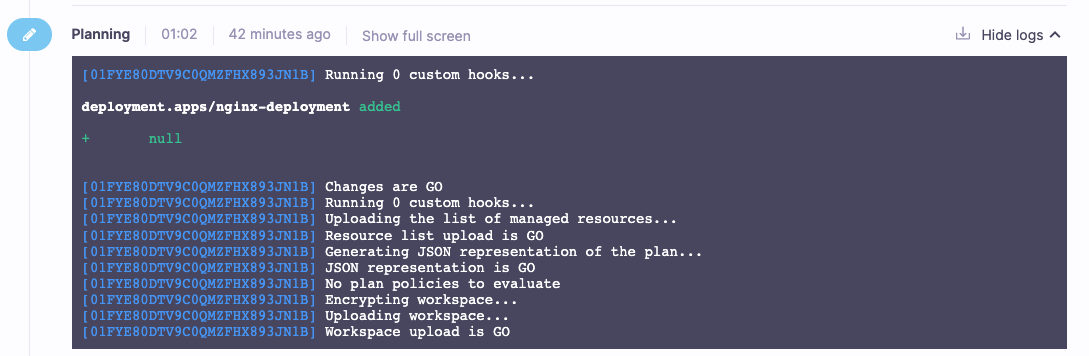 Planning 01:02 42 minutes ago Show full screen Hide logs
[01FYE80DTV9C0QMZFHX893JN1B] Running 0 custom hooks...
deployment.apps/nginx-deployment added
+ null
[01FYE80DTV9C0QMZFHX893JN1B] Changes are GO
[01FYE80DTV9C0QMZFHX893JN1B] Running 0 custom hooks...
[01FYE80DTV9C0QMZFHX893JN1B] Uploading the list of managed resources...
[01FYE80DTV9C0QMZFHX893JN1B] Resource list upload is GO
[01FYE80DTV9C0QMZFHX893JN1B] Generating JSON representation of the plan...
[01FYE80DTV9C0QMZFHX893JN1B] JSON representation is GO
[01FYE80DTV9C0QMZFHX893JN1B] No plan policies to evaluate
[01FYE80DTV9C0QMZFHX893JN1B] Encrypting workspace...
[01FYE80DTV9C0QMZFHX893JN1B] Uploading workspace...
[01FYE80DTV9C0QMZFHX893JN1B] Workspace upload is GO